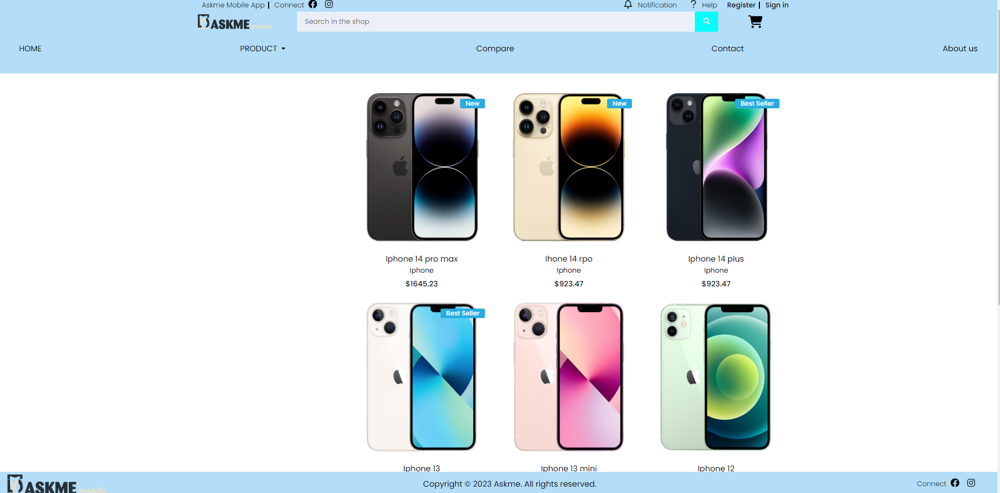 Askme Mobile App | Connect
Notification
Help
Register | Sign in
ASKME mobile
Search in the shop
HOME
PRODUCT
Compare
Contact
About us
New
New
Best Seller
Iphone 14 pro max
Iphone
$1645.23
Ihone 14 rpo
Iphone
$923.47
Iphone 14 plus
Iphone
$923.47
Best Seller
Iphone 13
Iphone 13 mini
Iphone 12
ASKME mobile
Copyright © 2023 Askme. All rights reserved.
Connect